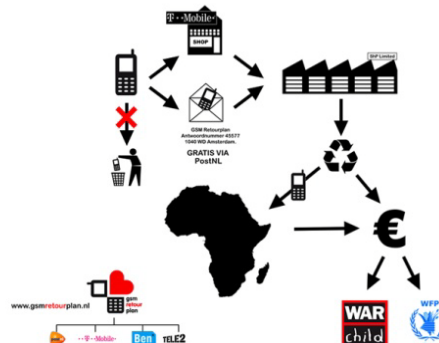 T··Mobile·
SHOP
SHP Limited
GSM Retourplan
Antwoordnummer 45577
1040 WD Amsterdam.
GRATIS VIA
PostNL
€
www.gsmretourplan.nl
gsm
retour
plan
T··Mobile·
Ben
TELE2
WAR
child
WFP